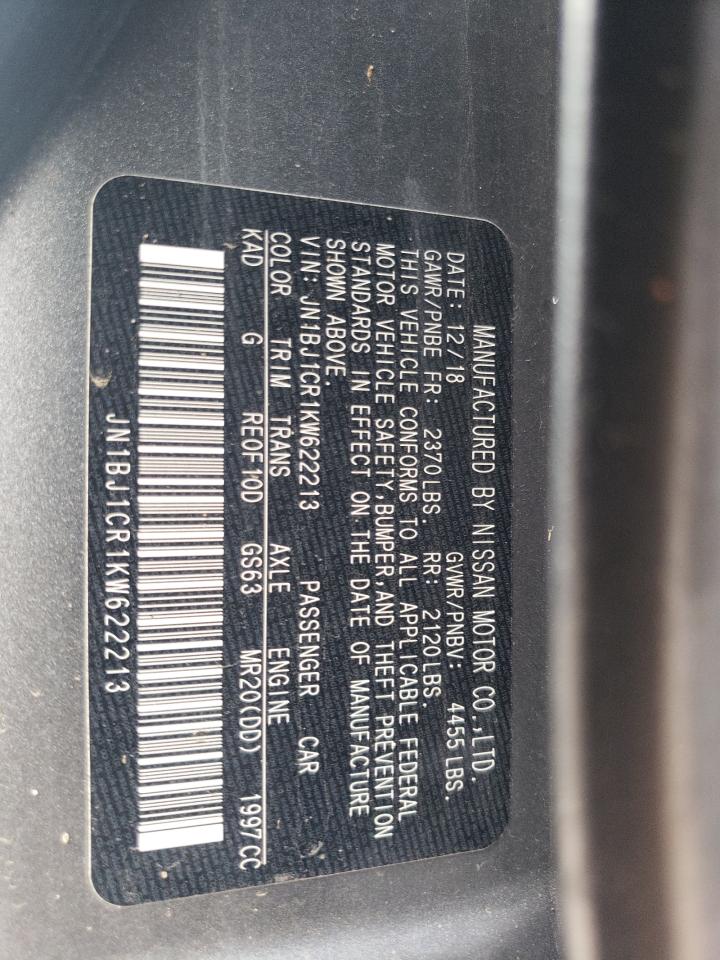 MANUFACTURED BY NISSAN MOTOR CO.,LTD.
DATE: 12/18 GVWR/PNBV: 4455 LBS.
GAWR/PNBE FR: 2370 LBS. RR: 2120 LBS.
THIS VEHICLE CONFORMS TO ALL APPLICABLE FEDERAL
MOTOR VEHICLE SAFETY, BUMPER AND THEFT PREVENTION
STANDARDS IN EFFECT ON THE DATE OF MANUFACTURE
SHOWN ABOVE.
VIN: JN1BJ1CR1KW622213 PASSENGER CAR
COLOR TRIM TRANS AXLE ENGINE
KAD G RE0F10D GS63 MR20(DD) 1997CC
JN1BJ1CR1KW622213